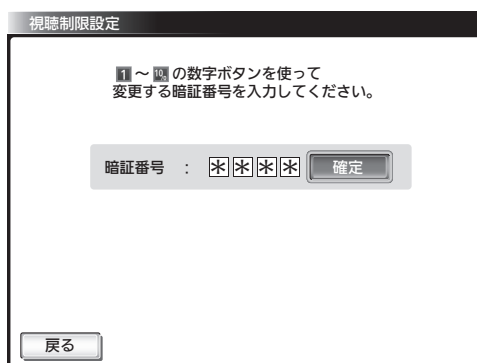 視聴制限設定
1 ~ 10 の数字ボタンを使って
変更する暗証番号を入力してください。
暗証番号 : **** 確定
戻る